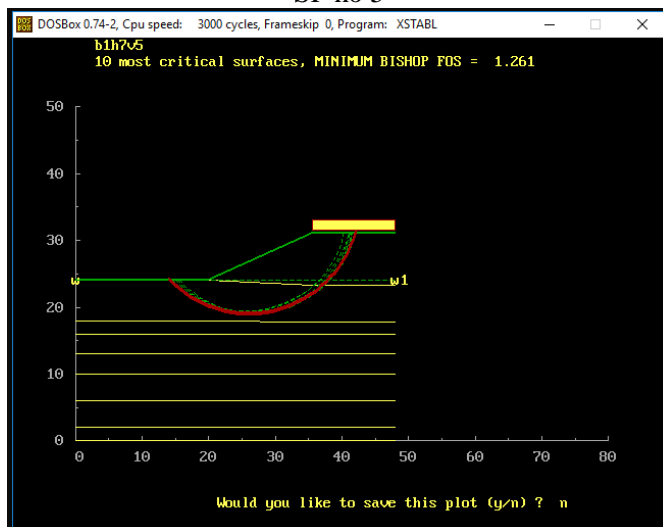 DOSBox 0.74-2, Cpu speed: 3000 cycles, Frameskip 0, Program: XSTABL
b1h7v5
10 most critical surfaces, MINIMUM BISHOP FOS = 1.261
50
40
30
w w1
20
10
0
0 10 20 30 40 50 60 70 80
Would you like to save this plot (y/n) ? n